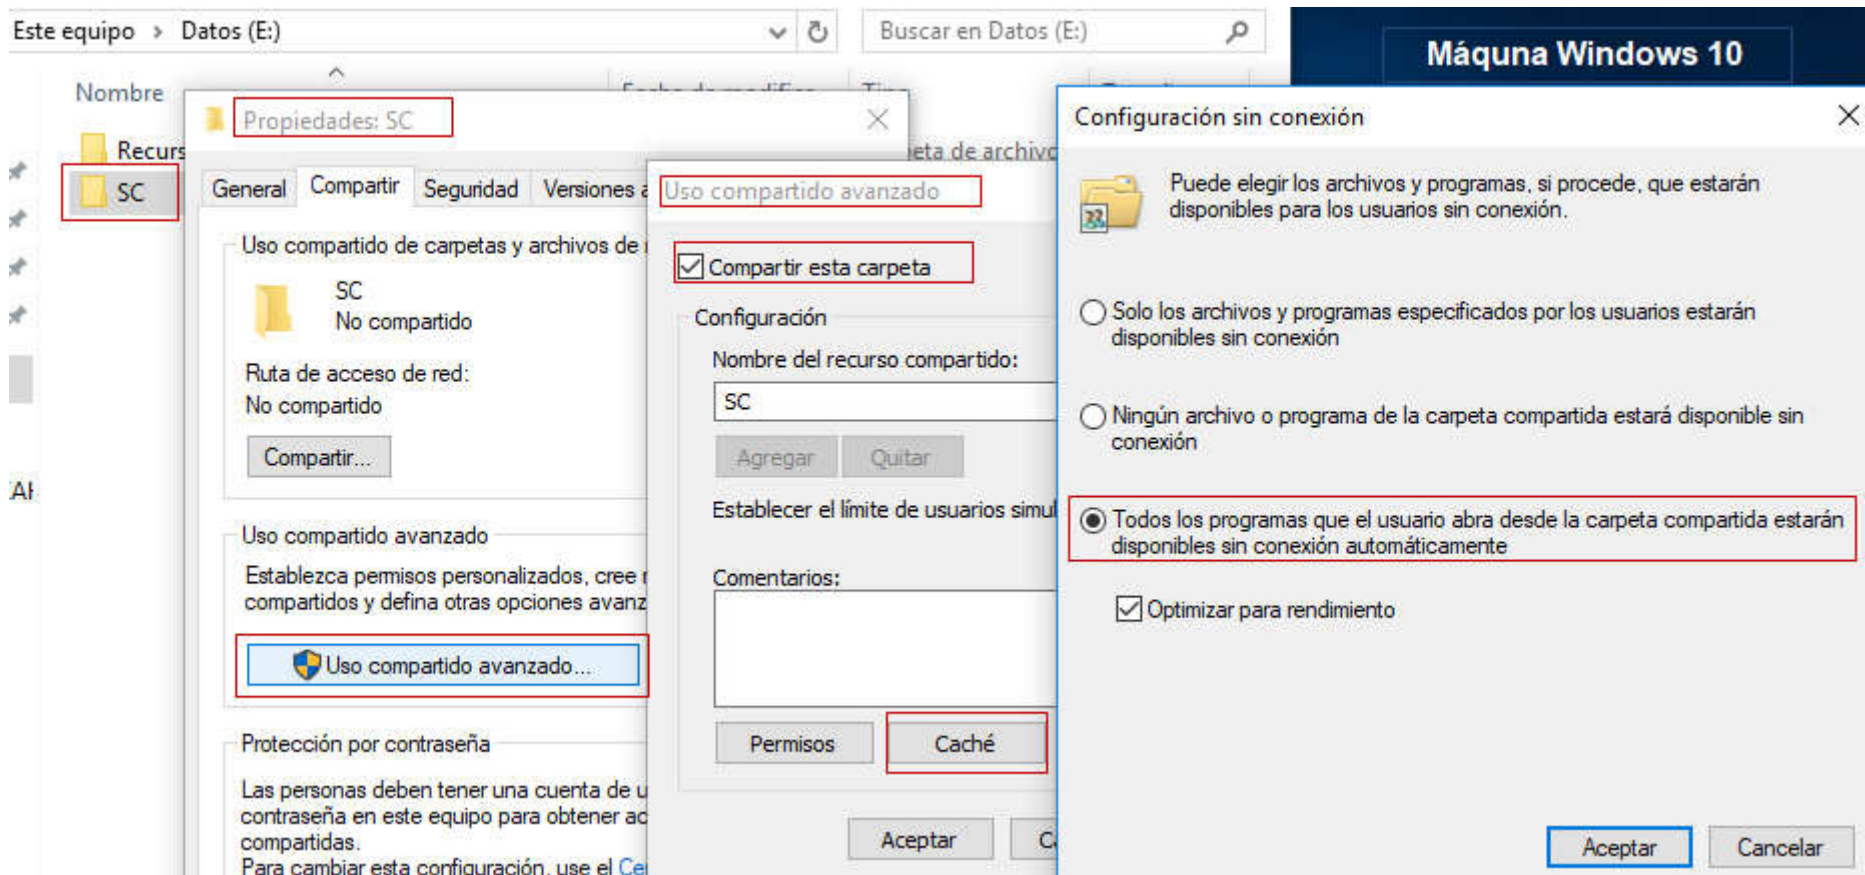 Este equipo > Datos (E:)
Buscar en Datos (E:)
Máquna Windows 10
Nombre
Recurs
SC
Propiedades: SC
General
Compartir
Seguridad
Versiones a
Uso compartido de carpetas y archivos de
SC
No compartido
Ruta de acceso de red:
No compartido
Compartir...
Uso compartido avanzado
Establezca permisos personalizados, cree
compartidos y defina otras opciones avanz
Uso compartido avanzado...
Protección por contraseña
Las personas deben tener una cuenta de u
contraseña en este equipo para obtener ac
compartidas.
Para cambiar esta configuración, use el Ce
eta de archivo
Uso compartido avanzado
Compartir esta carpeta
Configuración
Nombre del recurso compartido:
SC
Agregar
Quitar
Establecer el límite de usuarios simul
Comentarios:
Permisos
Caché
Aceptar
C
Configuración sin conexión
Puede elegir los archivos y programas, si procede, que estarán
disponibles para los usuarios sin conexión.
Solo los archivos y programas especificados por los usuarios estarán
disponibles sin conexión
Ningún archivo o programa de la carpeta compartida estará disponible sin
conexión
Todos los programas que el usuario abra desde la carpeta compartida estarán
disponibles sin conexión automáticamente
Optimizar para rendimiento
Aceptar
Cancelar